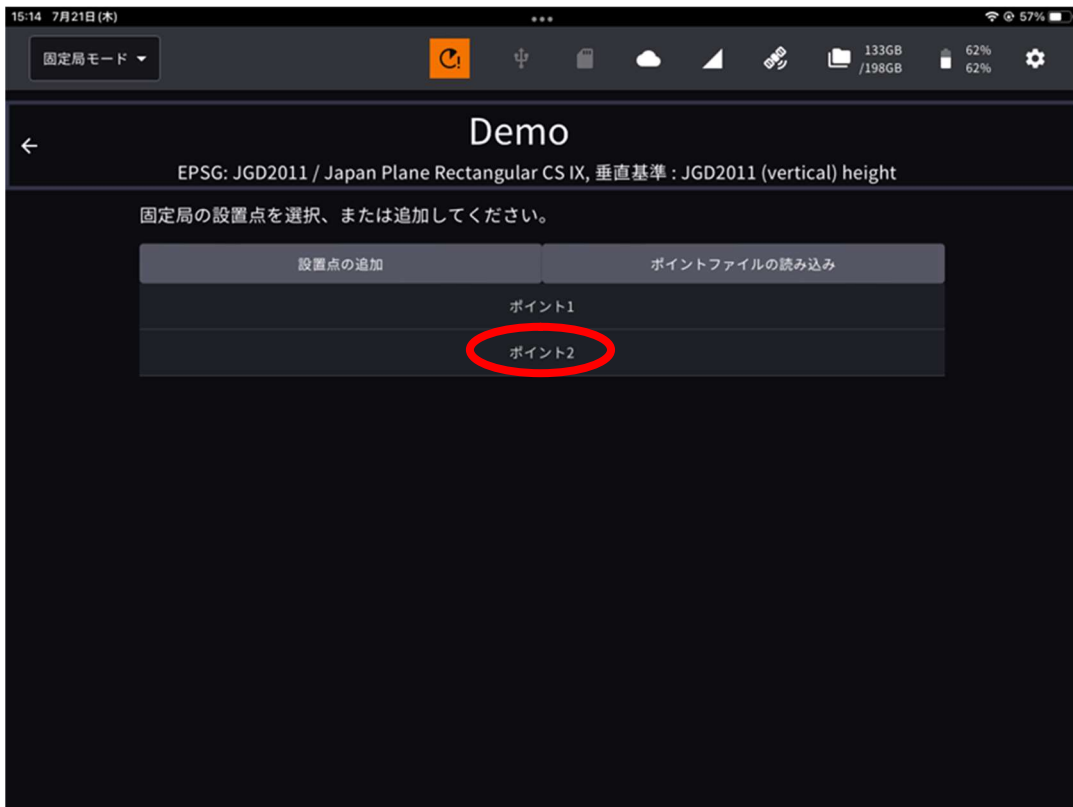 15:14 7月21日(木)
57%
固定局モード
133GB
/198GB
62%
62%
Demo
EPSG: JGD2011 / Japan Plane Rectangular CS IX, 垂直基準 : JGD2011 (vertical) height
固定局の設置点を選択、または追加してください。
設置点の追加
ポイントファイルの読み込み
ポイント1
ポイント2